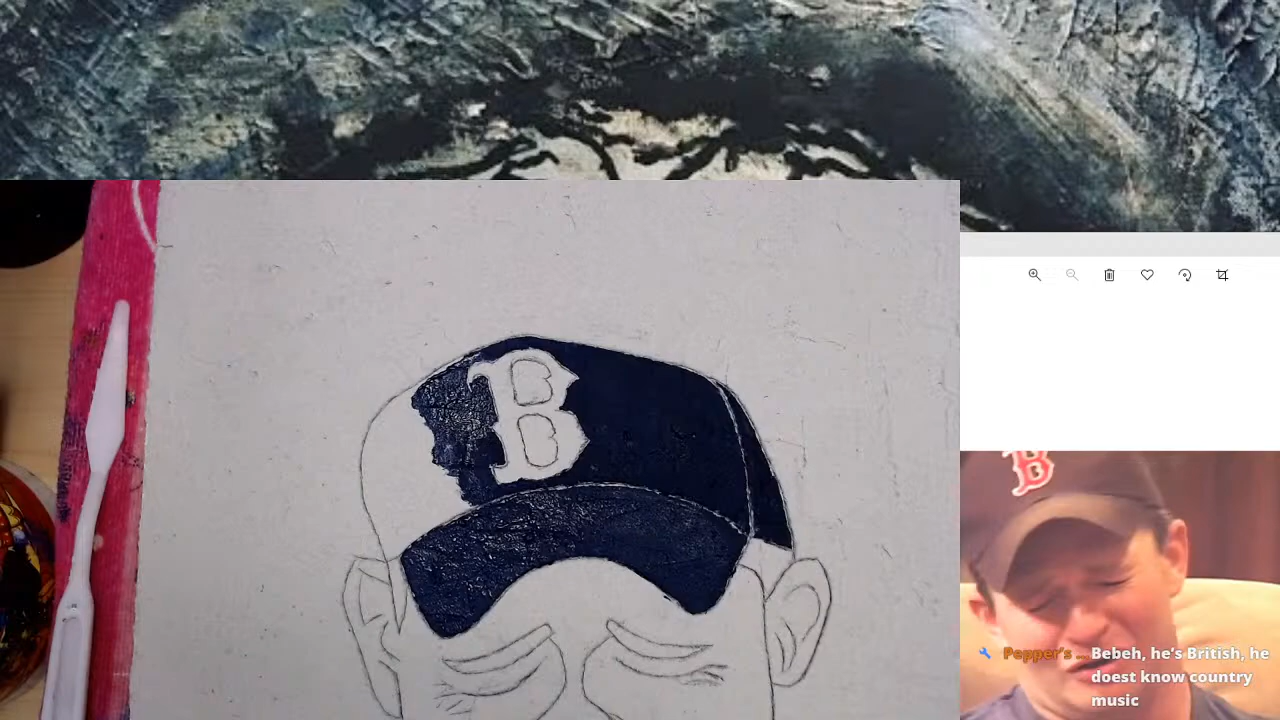 B
B
Pepper's ... Bebeh, he's British, he
doest know country
music